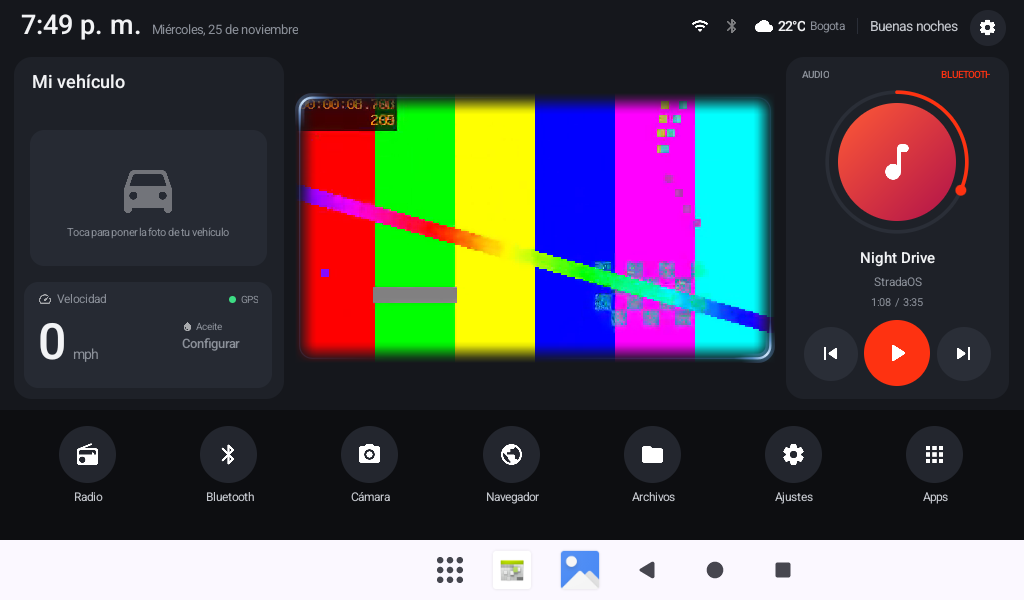 7:49 p. m.
Miércoles, 25 de noviembre
22°C Bogota
Buenas noches
Mi vehículo
Toca para poner la foto de tu vehículo
Velocidad
GPS
0 mph
Aceite
Configurar
AUDIO
BLUETOOTH
Night Drive
StradaOS
1:08 / 3:35
Radio
Bluetooth
Cámara
Navegador
Archivos
Ajustes
Apps